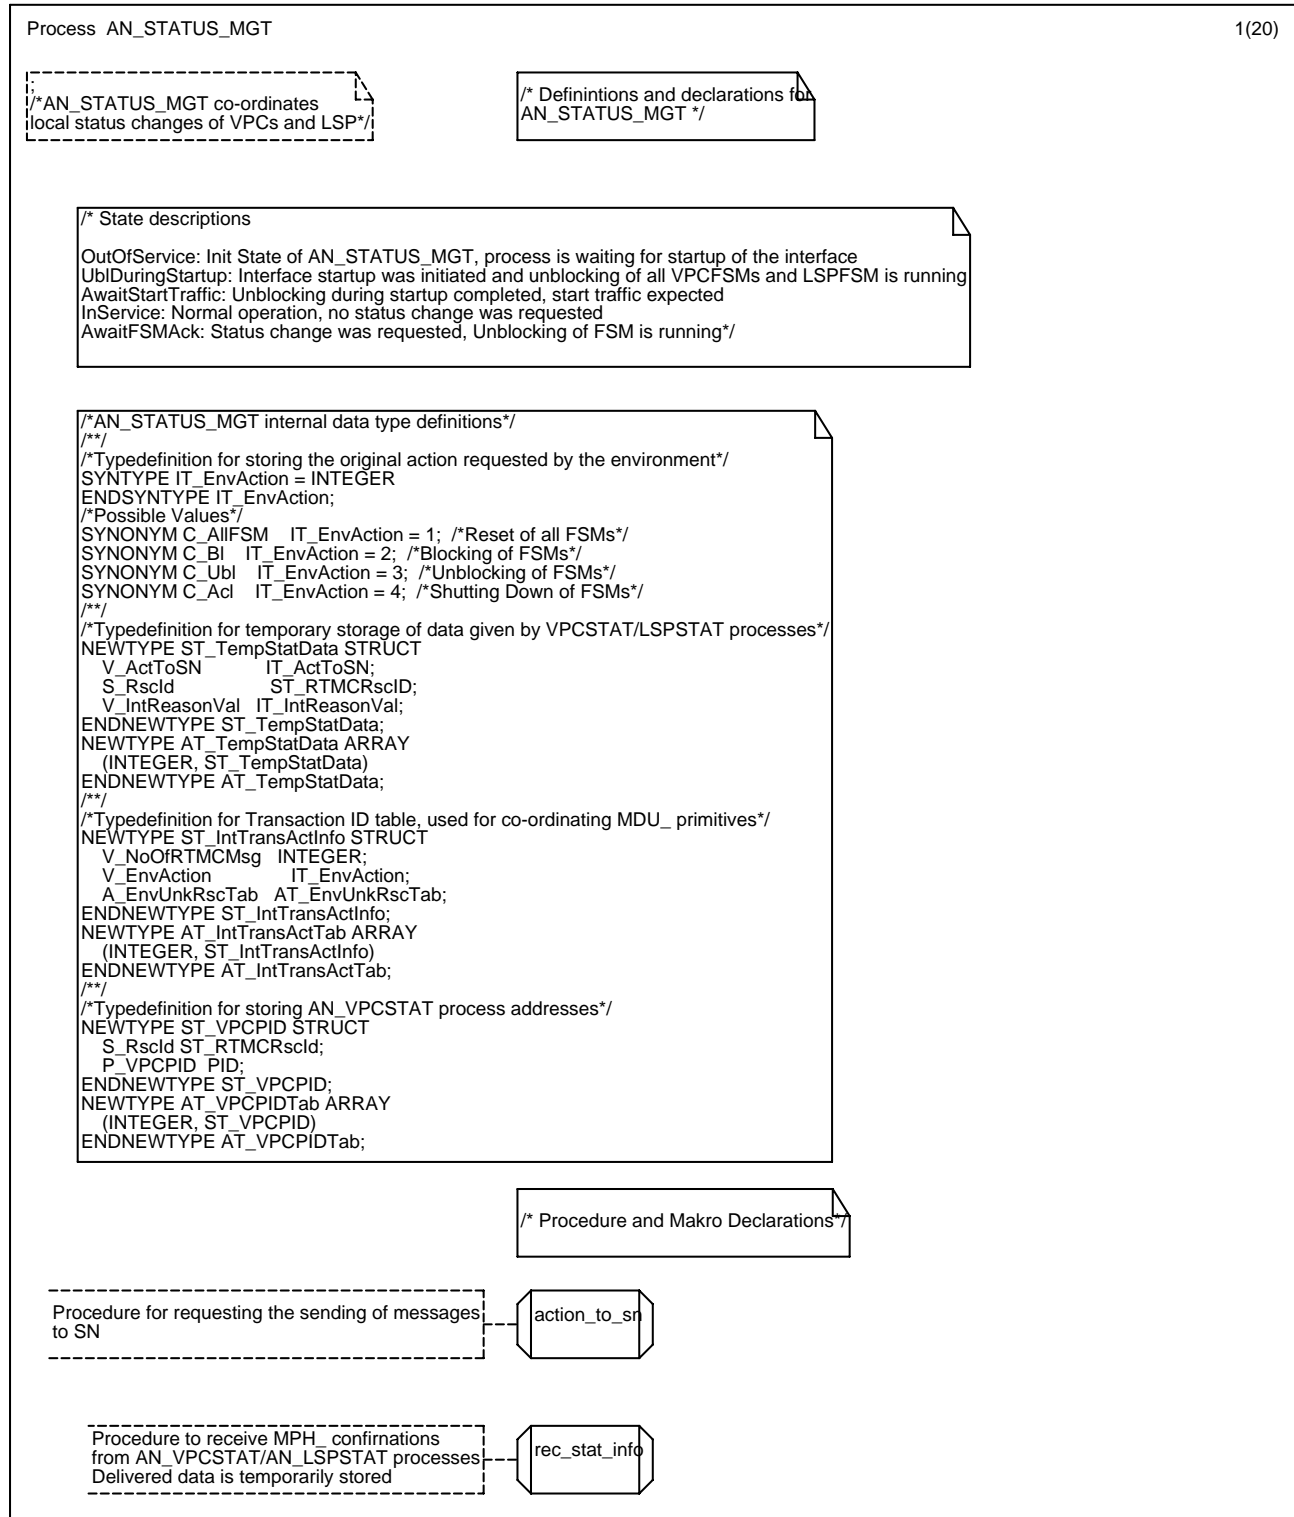 Process AN_STATUS_MGT
1(20)
;
/*AN_STATUS_MGT co-ordinates
local status changes of VPCs and LSP*/
/* Definintions and declarations for
AN_STATUS_MGT */
/* State descriptions
OutOfService: Init State of AN_STATUS_MGT, process is waiting for startup of the interface
UblDuringStartup: Interface startup was initiated and unblocking of all VPCFSMs and LSPFSM is running
AwaitStartTraffic: Unblocking during startup completed, start traffic expected
InService: Normal operation, no status change was requested
AwaitFSMAck: Status change was requested, Unblocking of FSM is running*/
/*AN_STATUS_MGT internal data type definitions*/
/**/
/*Typedefinition for storing the original action requested by the environment*/
SYNTYPE IT_EnvAction = INTEGER
ENDSYNTYPE IT_EnvAction;
/*Possible Values*/
SYNONYM C_AllFSM IT_EnvAction = 1; /*Reset of all FSMs*/
SYNONYM C_Bl IT_EnvAction = 2; /*Blocking of FSMs*/
SYNONYM C_Ubl IT_EnvAction = 3; /*Unblocking of FSMs*/
SYNONYM C_Acl IT_EnvAction = 4; /*Shutting Down of FSMs*/
/**/
/*Typedefinition for temporary storage of data given by VPCSTAT/LSPSTAT processes*/
NEWTYPE ST_TempStatData STRUCT
V_ActToSN IT_ActToSN;
S_RscId ST_RTMCRscID;
V_IntReasonVal IT_IntReasonVal;
ENDNEWTYPE ST_TempStatData;
NEWTYPE AT_TempStatData ARRAY
(INTEGER, ST_TempStatData)
ENDNEWTYPE AT_TempStatData;
/**/
/*Typedefinition for Transaction ID table, used for co-ordinating MDU_ primitives*/
NEWTYPE ST_IntTransActInfo STRUCT
V_NoOfRTMCMsg INTEGER;
V_EnvAction IT_EnvAction;
A_EnvUnkRscTab AT_EnvUnkRscTab;
ENDNEWTYPE ST_IntTransActInfo;
NEWTYPE AT_IntTransActTab ARRAY
(INTEGER, ST_IntTransActInfo)
ENDNEWTYPE AT_IntTransActTab;
/**/
/*Typedefinition for storing AN_VPCSTAT process addresses*/
NEWTYPE ST_VPCPID STRUCT
S_RscId ST_RTMCRscId;
P_VPCPID PID;
ENDNEWTYPE ST_VPCPID;
NEWTYPE AT_VPCPIDTab ARRAY
(INTEGER, ST_VPCPID)
ENDNEWTYPE AT_VPCPIDTab;
/* Procedure and Makro Declarations*/
Procedure for requesting the sending of messages
to SN
action_to_sn
Procedure to receive MPH_ confirnations
from AN_VPCSTAT/AN_LSPSTAT processes
Delivered data is temporarily stored
rec_stat_info